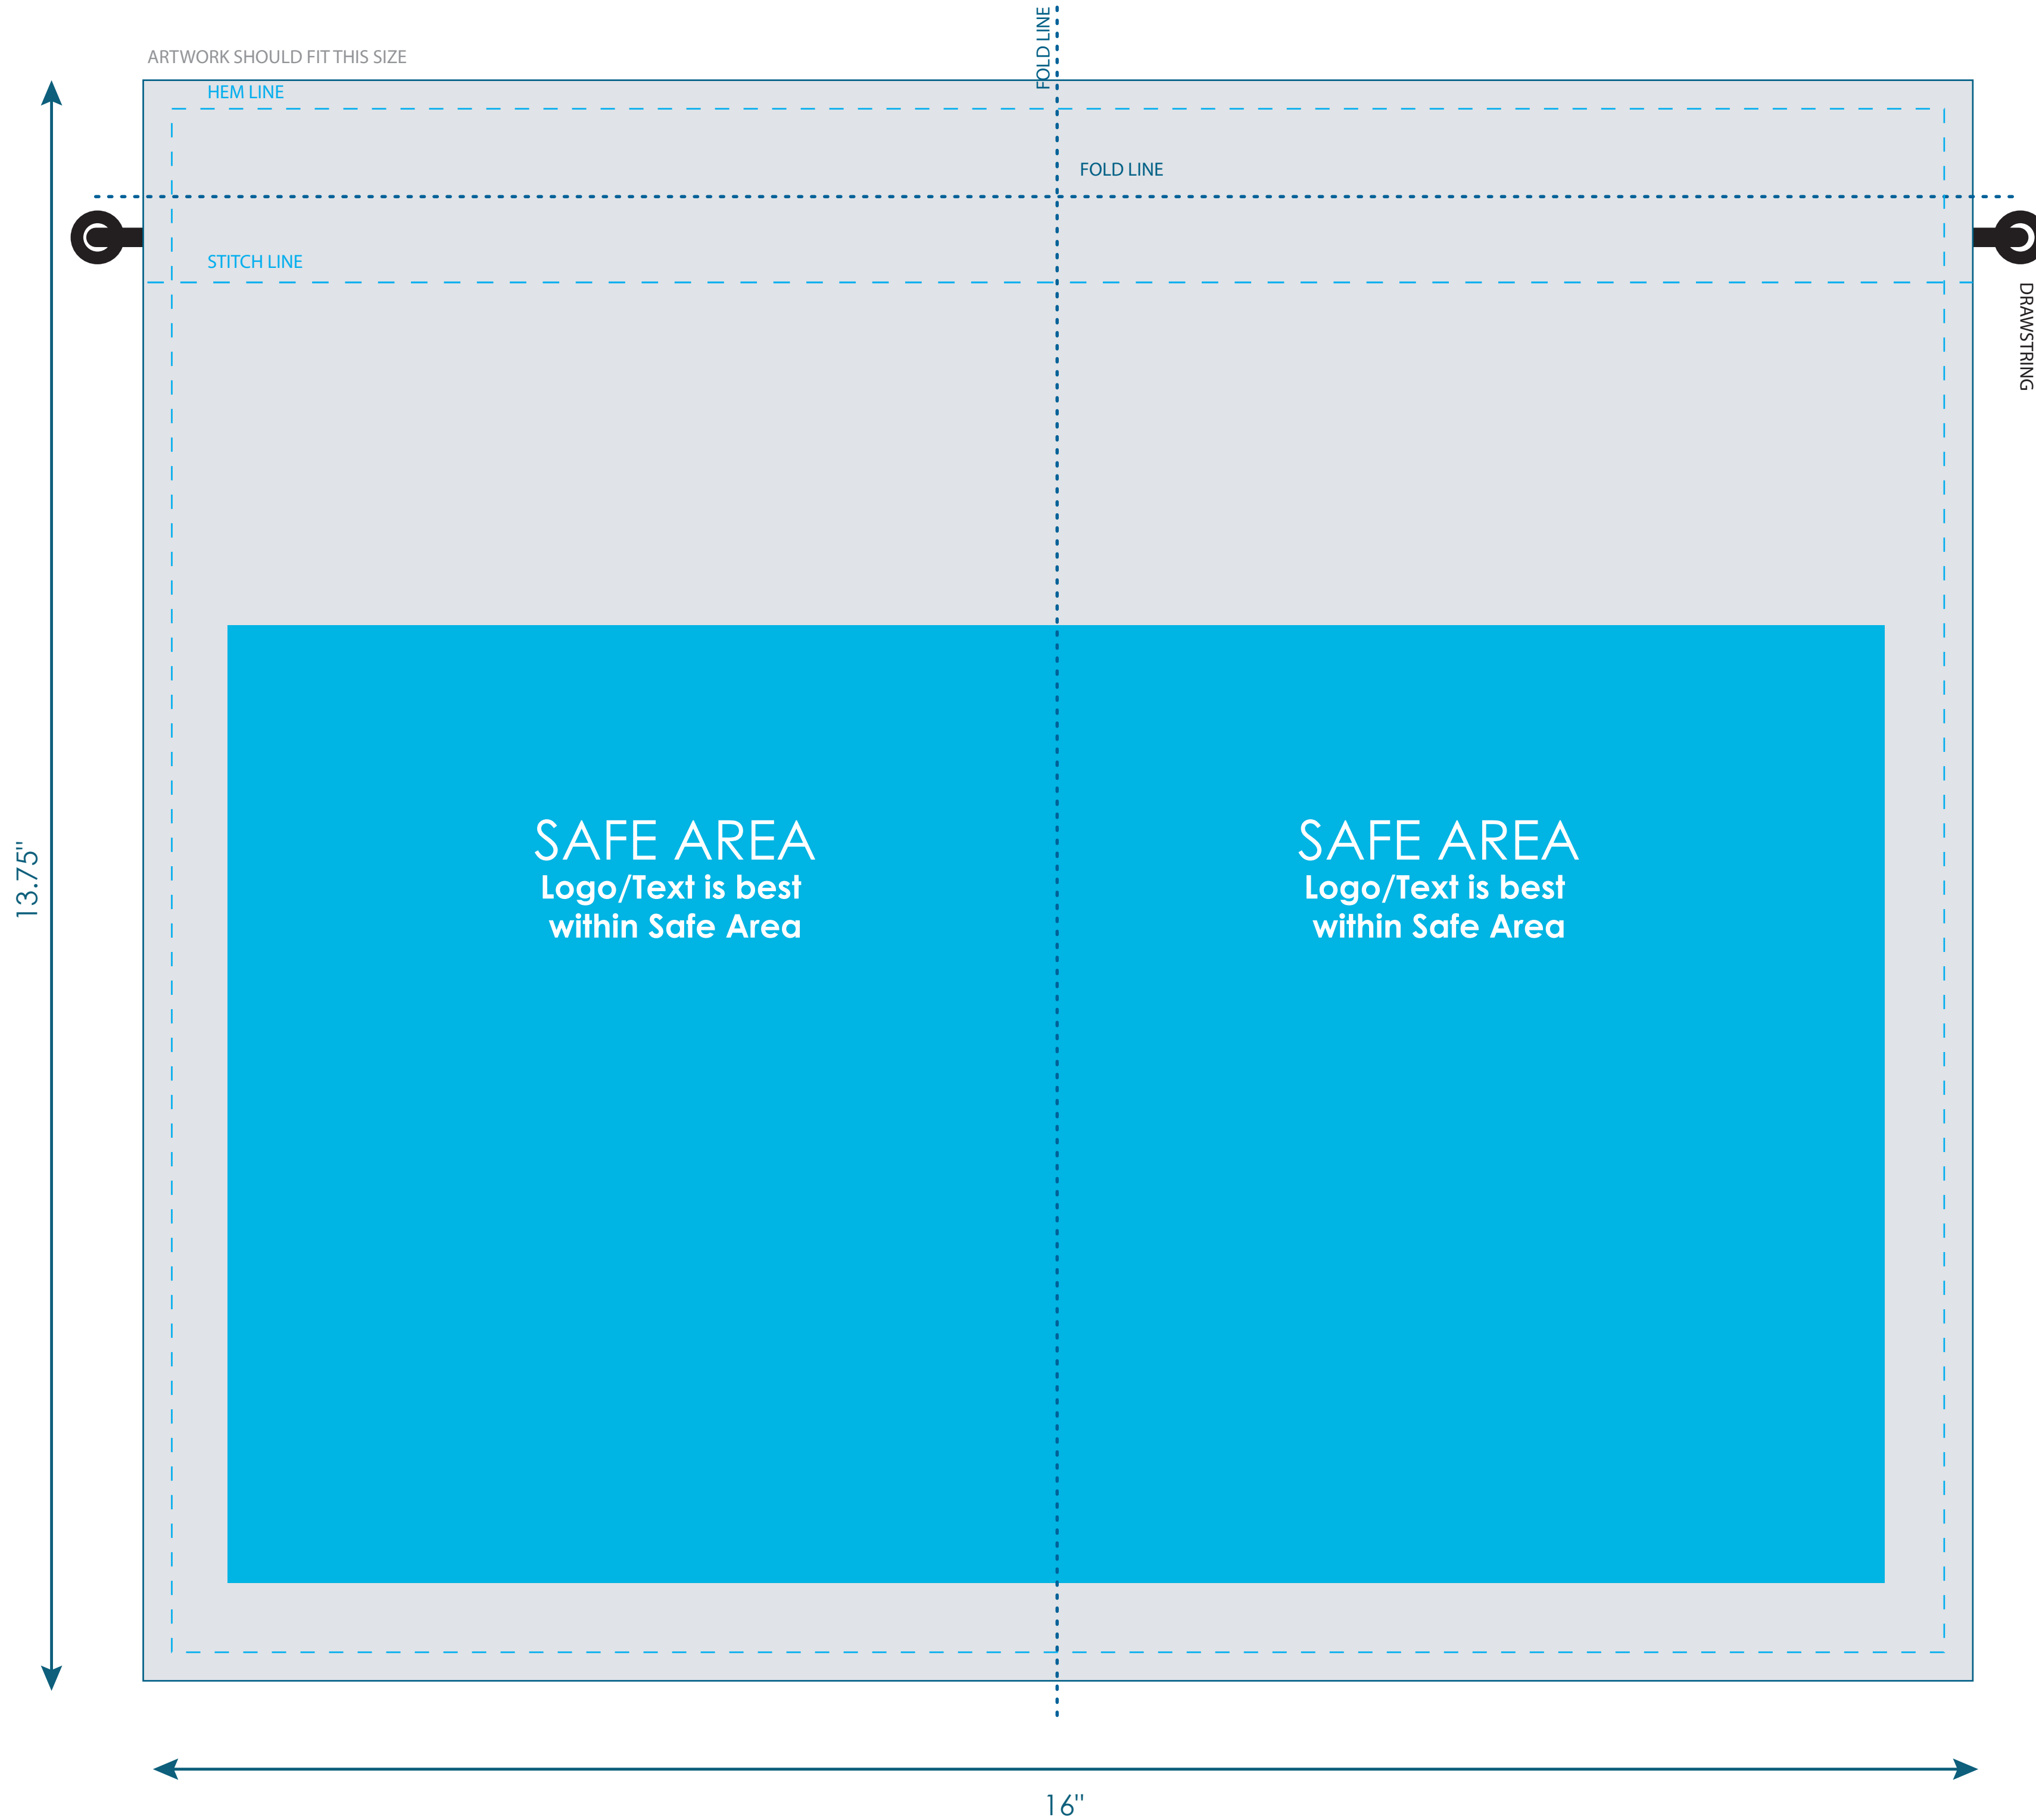 FOLD LINE
ARTWORK SHOULD FIT THIS SIZE
HEM LINE
FOLD LINE
STITCH LINE
DRAWSTRING
SAFE AREA
Logo/Text is best
within Safe Area
SAFE AREA
Logo/Text is best
within Safe Area
13.75"
16"